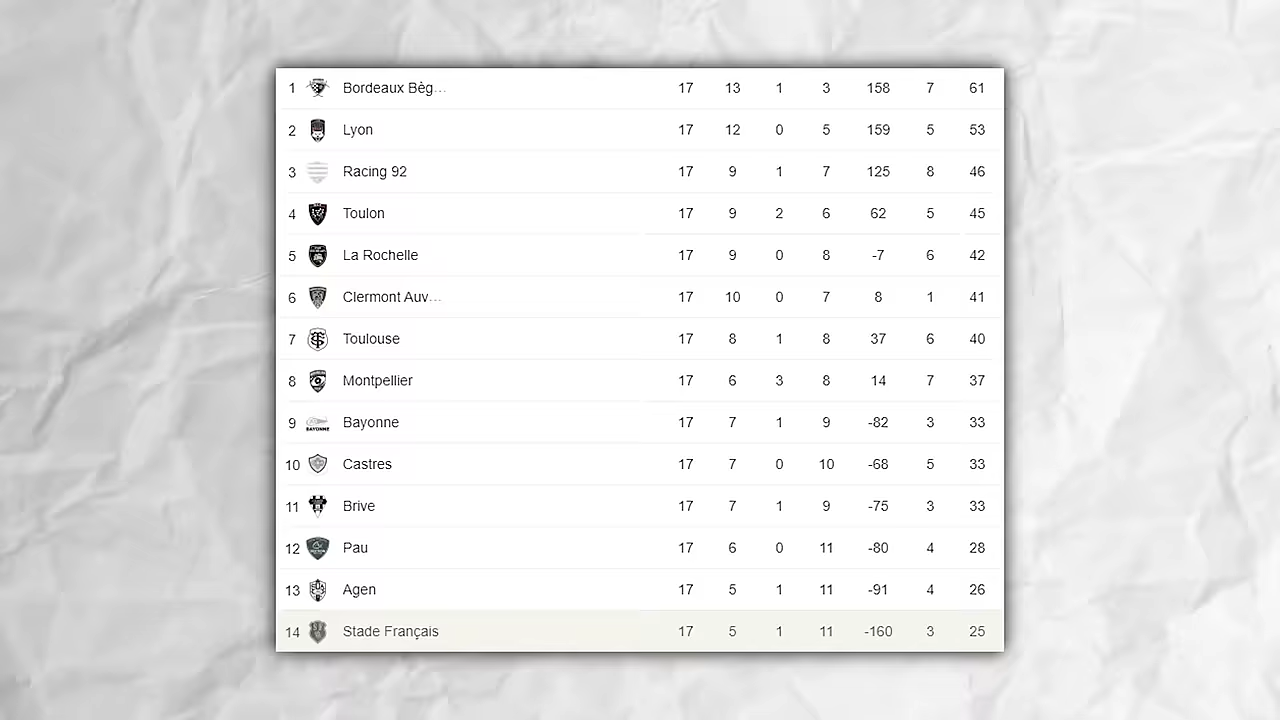 1 Bordeaux Bèg... 17 13 1 3 158 7 61
2 Lyon 17 12 0 5 159 5 53
3 Racing 92 17 9 1 7 125 8 46
4 Toulon 17 9 2 6 62 5 45
5 La Rochelle 17 9 0 8 -7 6 42
6 Clermont Auv... 17 10 0 7 8 1 41
7 Toulouse 17 8 1 8 37 6 40
8 Montpellier 17 6 3 8 14 7 37
9 BAYONNE Bayonne 17 7 1 9 -82 3 33
10 Castres 17 7 0 10 -68 5 33
11 Brive 17 7 1 9 -75 3 33
12 Pau 17 6 0 11 -80 4 28
13 Agen 17 5 1 11 -91 4 26
14 Stade Français 17 5 1 11 -160 3 25